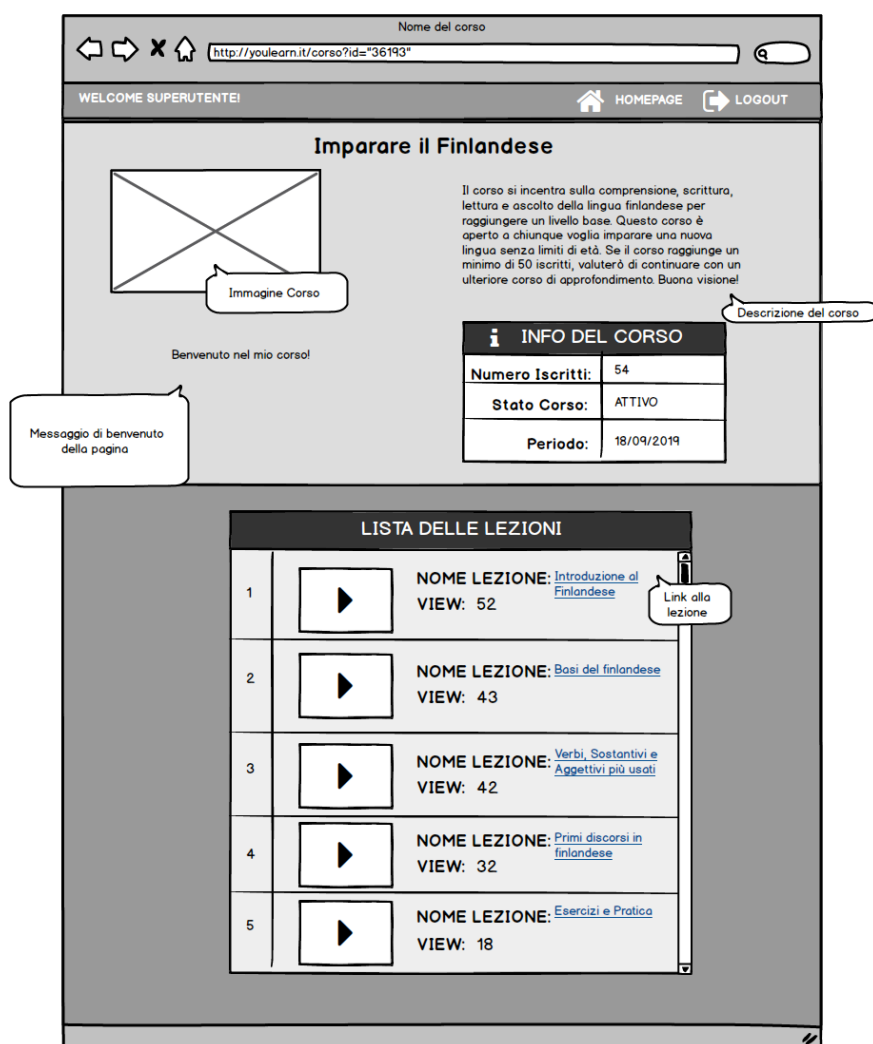 Nome del corso
http://youlearn.it/corso?id="36193"
WELCOME SUPERUTENTE!
HOMEPAGE
LOGOUT
Imparare il Finlandese
Il corso si incentra sulla comprensione, scrittura,
lettura e ascolto della lingua finlandese per
raggiungere un livello base. Questo corso è
aperto a chiunque voglia imparare una nuova
lingua senza limiti di età. Se il corso raggiunge un
minimo di 50 iscritti, valuterò di continuare con un
ulteriore corso di approfondimento. Buona visione!
Immagine Corso
Descrizione del corso
Benvenuto nel mio corso!
Messaggio di benvenuto
della pagina
i INFO DEL CORSO
Numero Iscritti: 54
Stato Corso: ATTIVO
Periodo: 18/09/2019
LISTA DELLE LEZIONI
1
NOME LEZIONE: Introduzione al
Finlandese
VIEW: 52
Link alla
lezione
2
NOME LEZIONE: Basi del finlandese
VIEW: 43
3
NOME LEZIONE: Verbi, Sostantivi e
Aggettivi più usati
VIEW: 42
4
NOME LEZIONE: Primi discorsi in
finlandese
VIEW: 32
5
NOME LEZIONE: Esercizi e Pratica
VIEW: 18